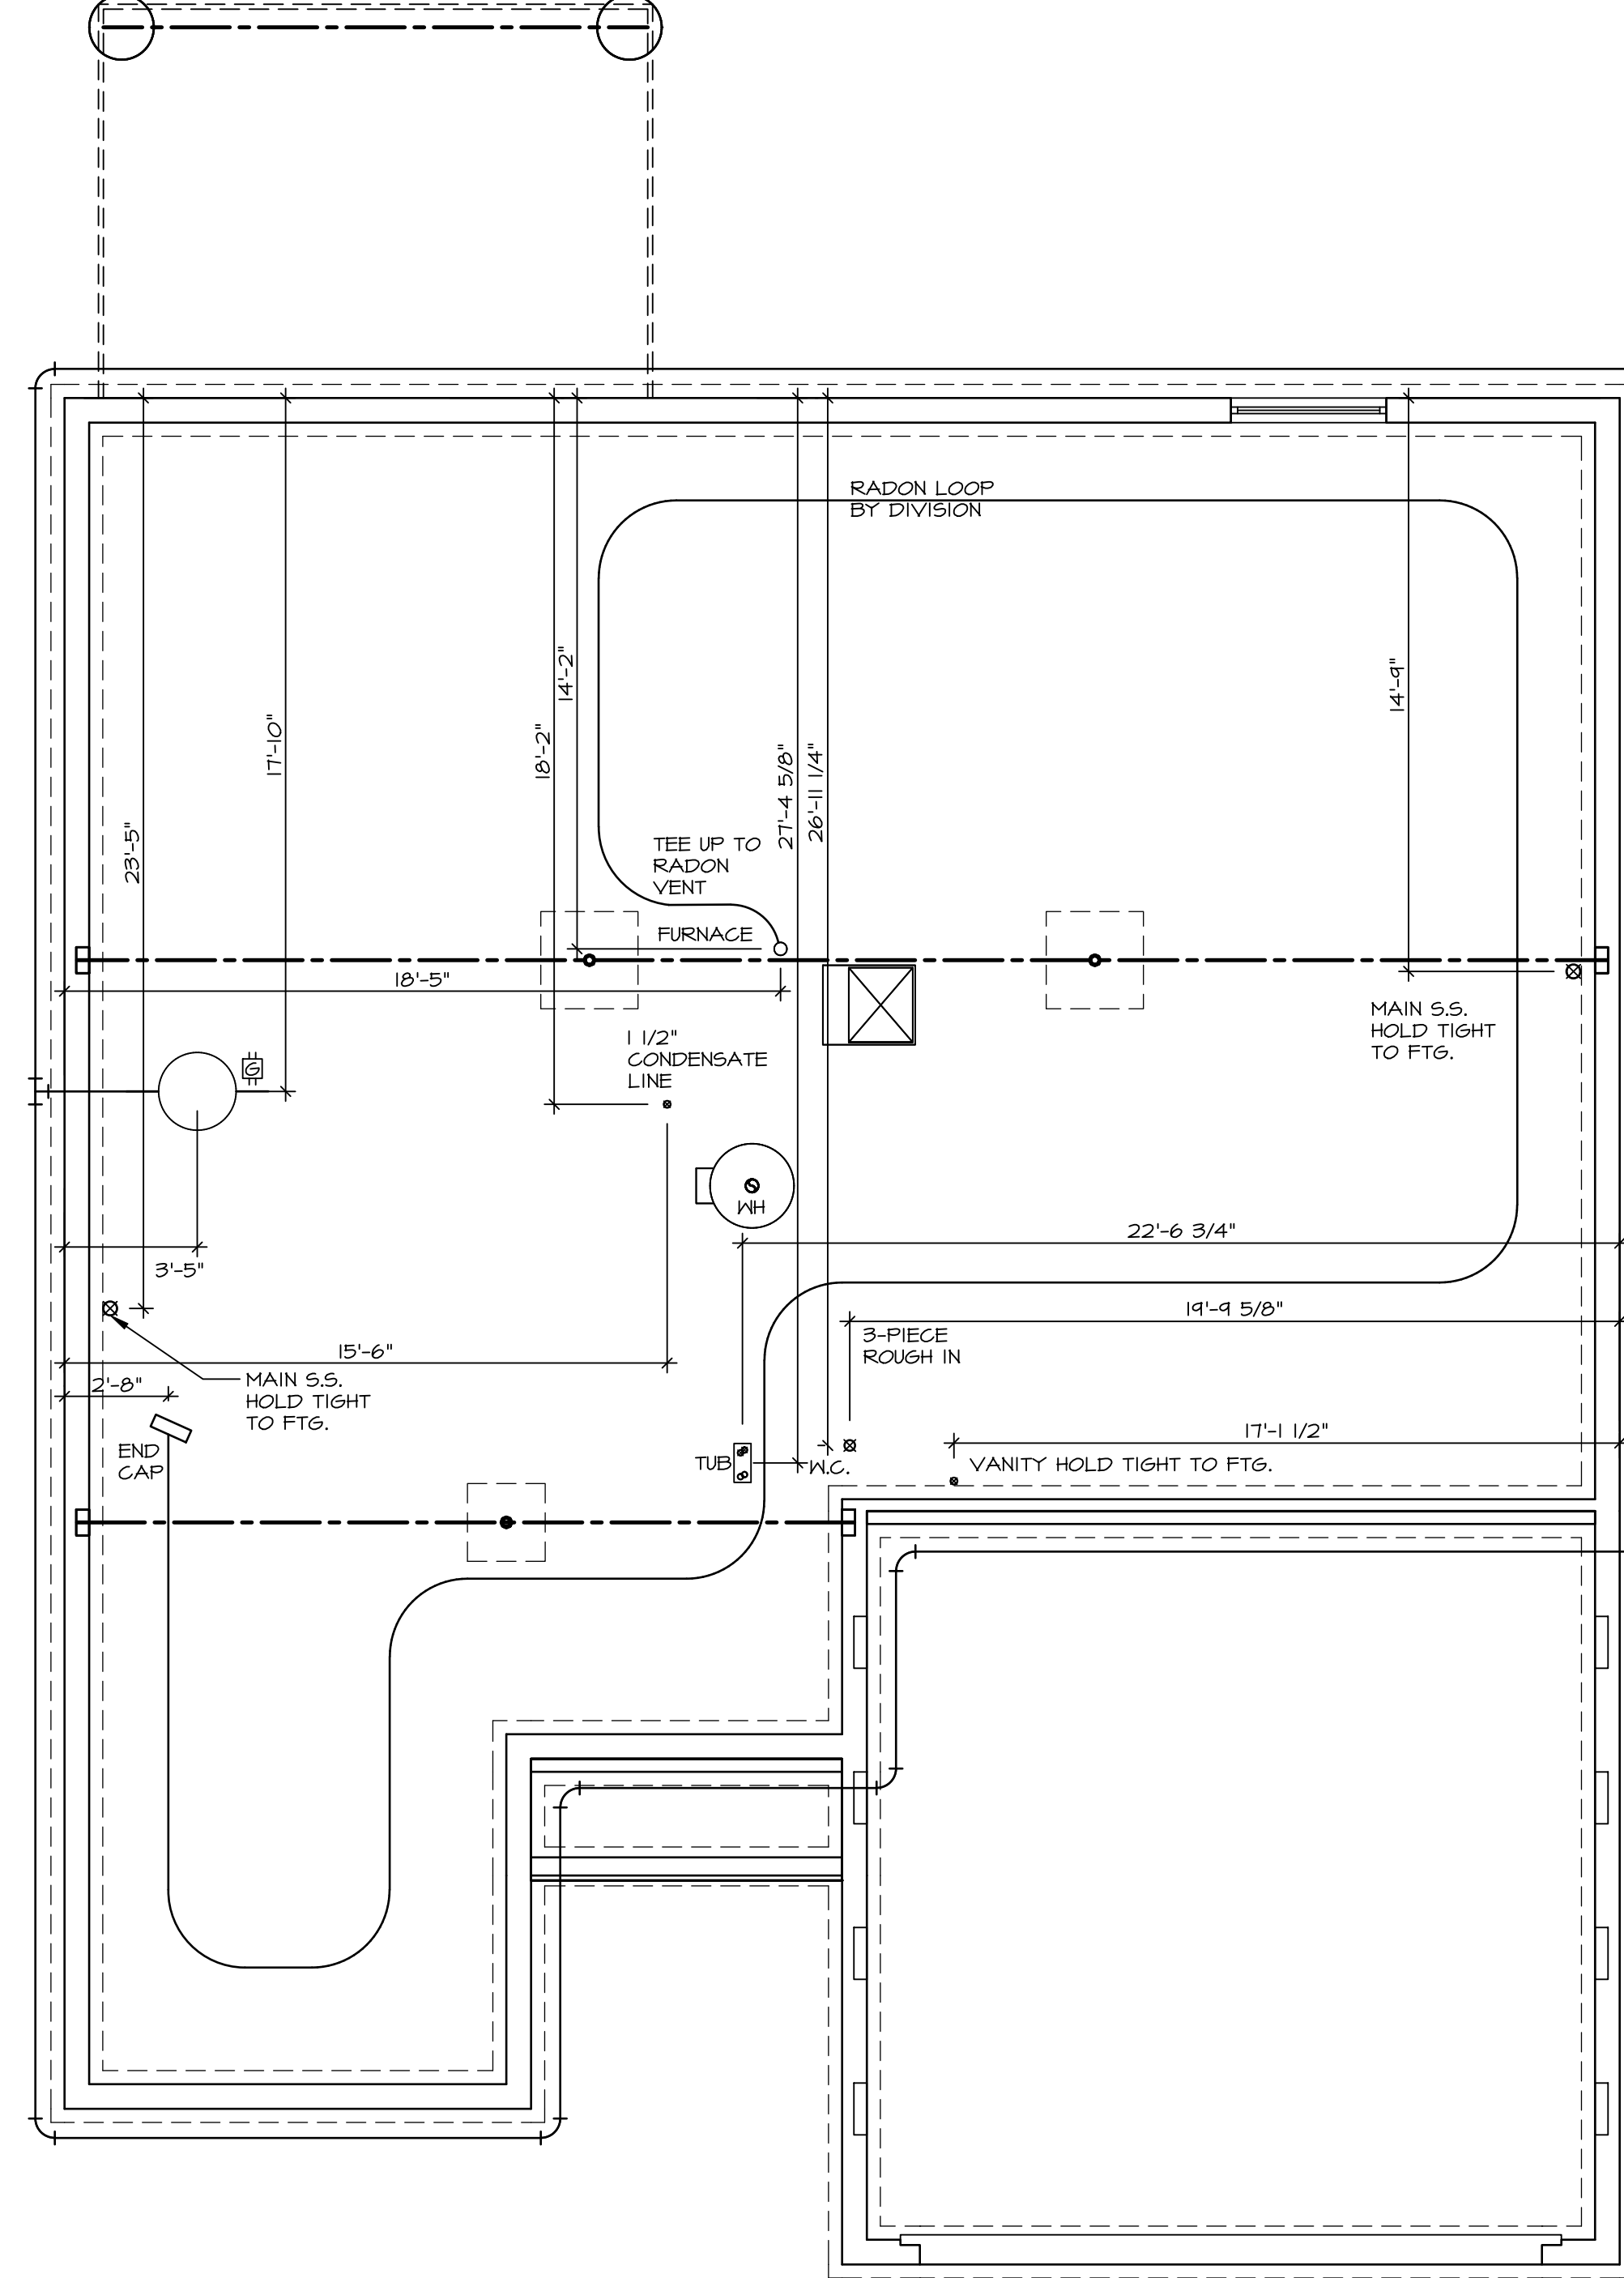 RADON LOOP
BY DIVISION
14'-2"
14'-9"
17'-10"
18'-2"
27'-4 5/8"
26'-11 1/4"
23'-5"
TEE UP TO
RADON
VENT
FURNACE
18'-5"
MAIN S.S.
HOLD TIGHT
TO FTG.
1 1/2"
CONDENSATE
LINE
G
WH
22'-6 3/4"
3'-5"
19'-9 5/8"
3-PIECE
ROUGH IN
15'-6"
2'-8"
MAIN S.S.
HOLD TIGHT
TO FTG.
17'-1 1/2"
END
CAP
TUB
W.C.
VANITY HOLD TIGHT TO FTG.